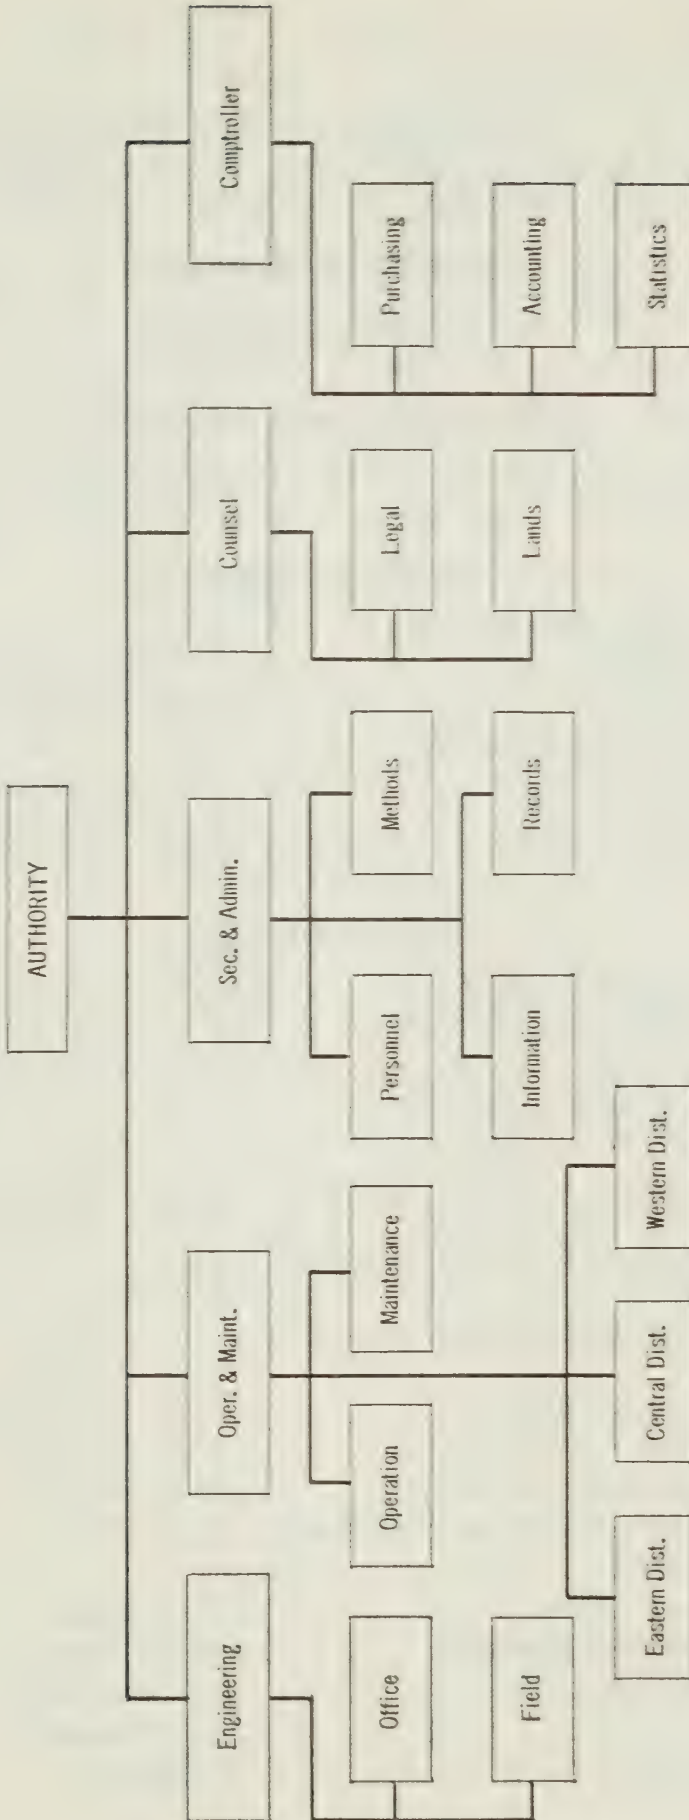 AUTHORITY
Engineering
Oper. & Maint.
Sec. & Admin.
Counsel
Comptroller
Office
Operation
Maintenance
Personnel
Methods
Legal
Purchasing
Field
Information
Records
Lands
Accounting
Eastern Dist.
Central Dist.
Western Dist.
Statistics